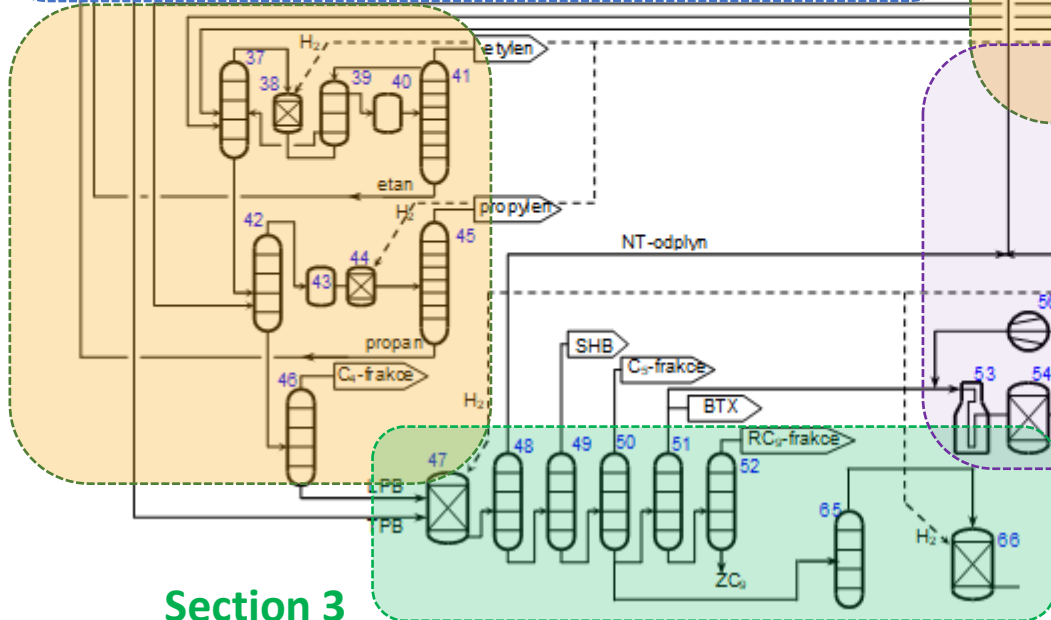 H₂
etylen
37
38
39
40
41
etan
H₂
propylen
42
43
44
45
NT-odplyn
propan
C₄-frakce
46
SHB
C₅-frakce
BTX
H₂
RC₉-frakce
53
54
47
48
49
50
51
52
LPB
TPB
ZC₉
65
H₂
66
Section 3